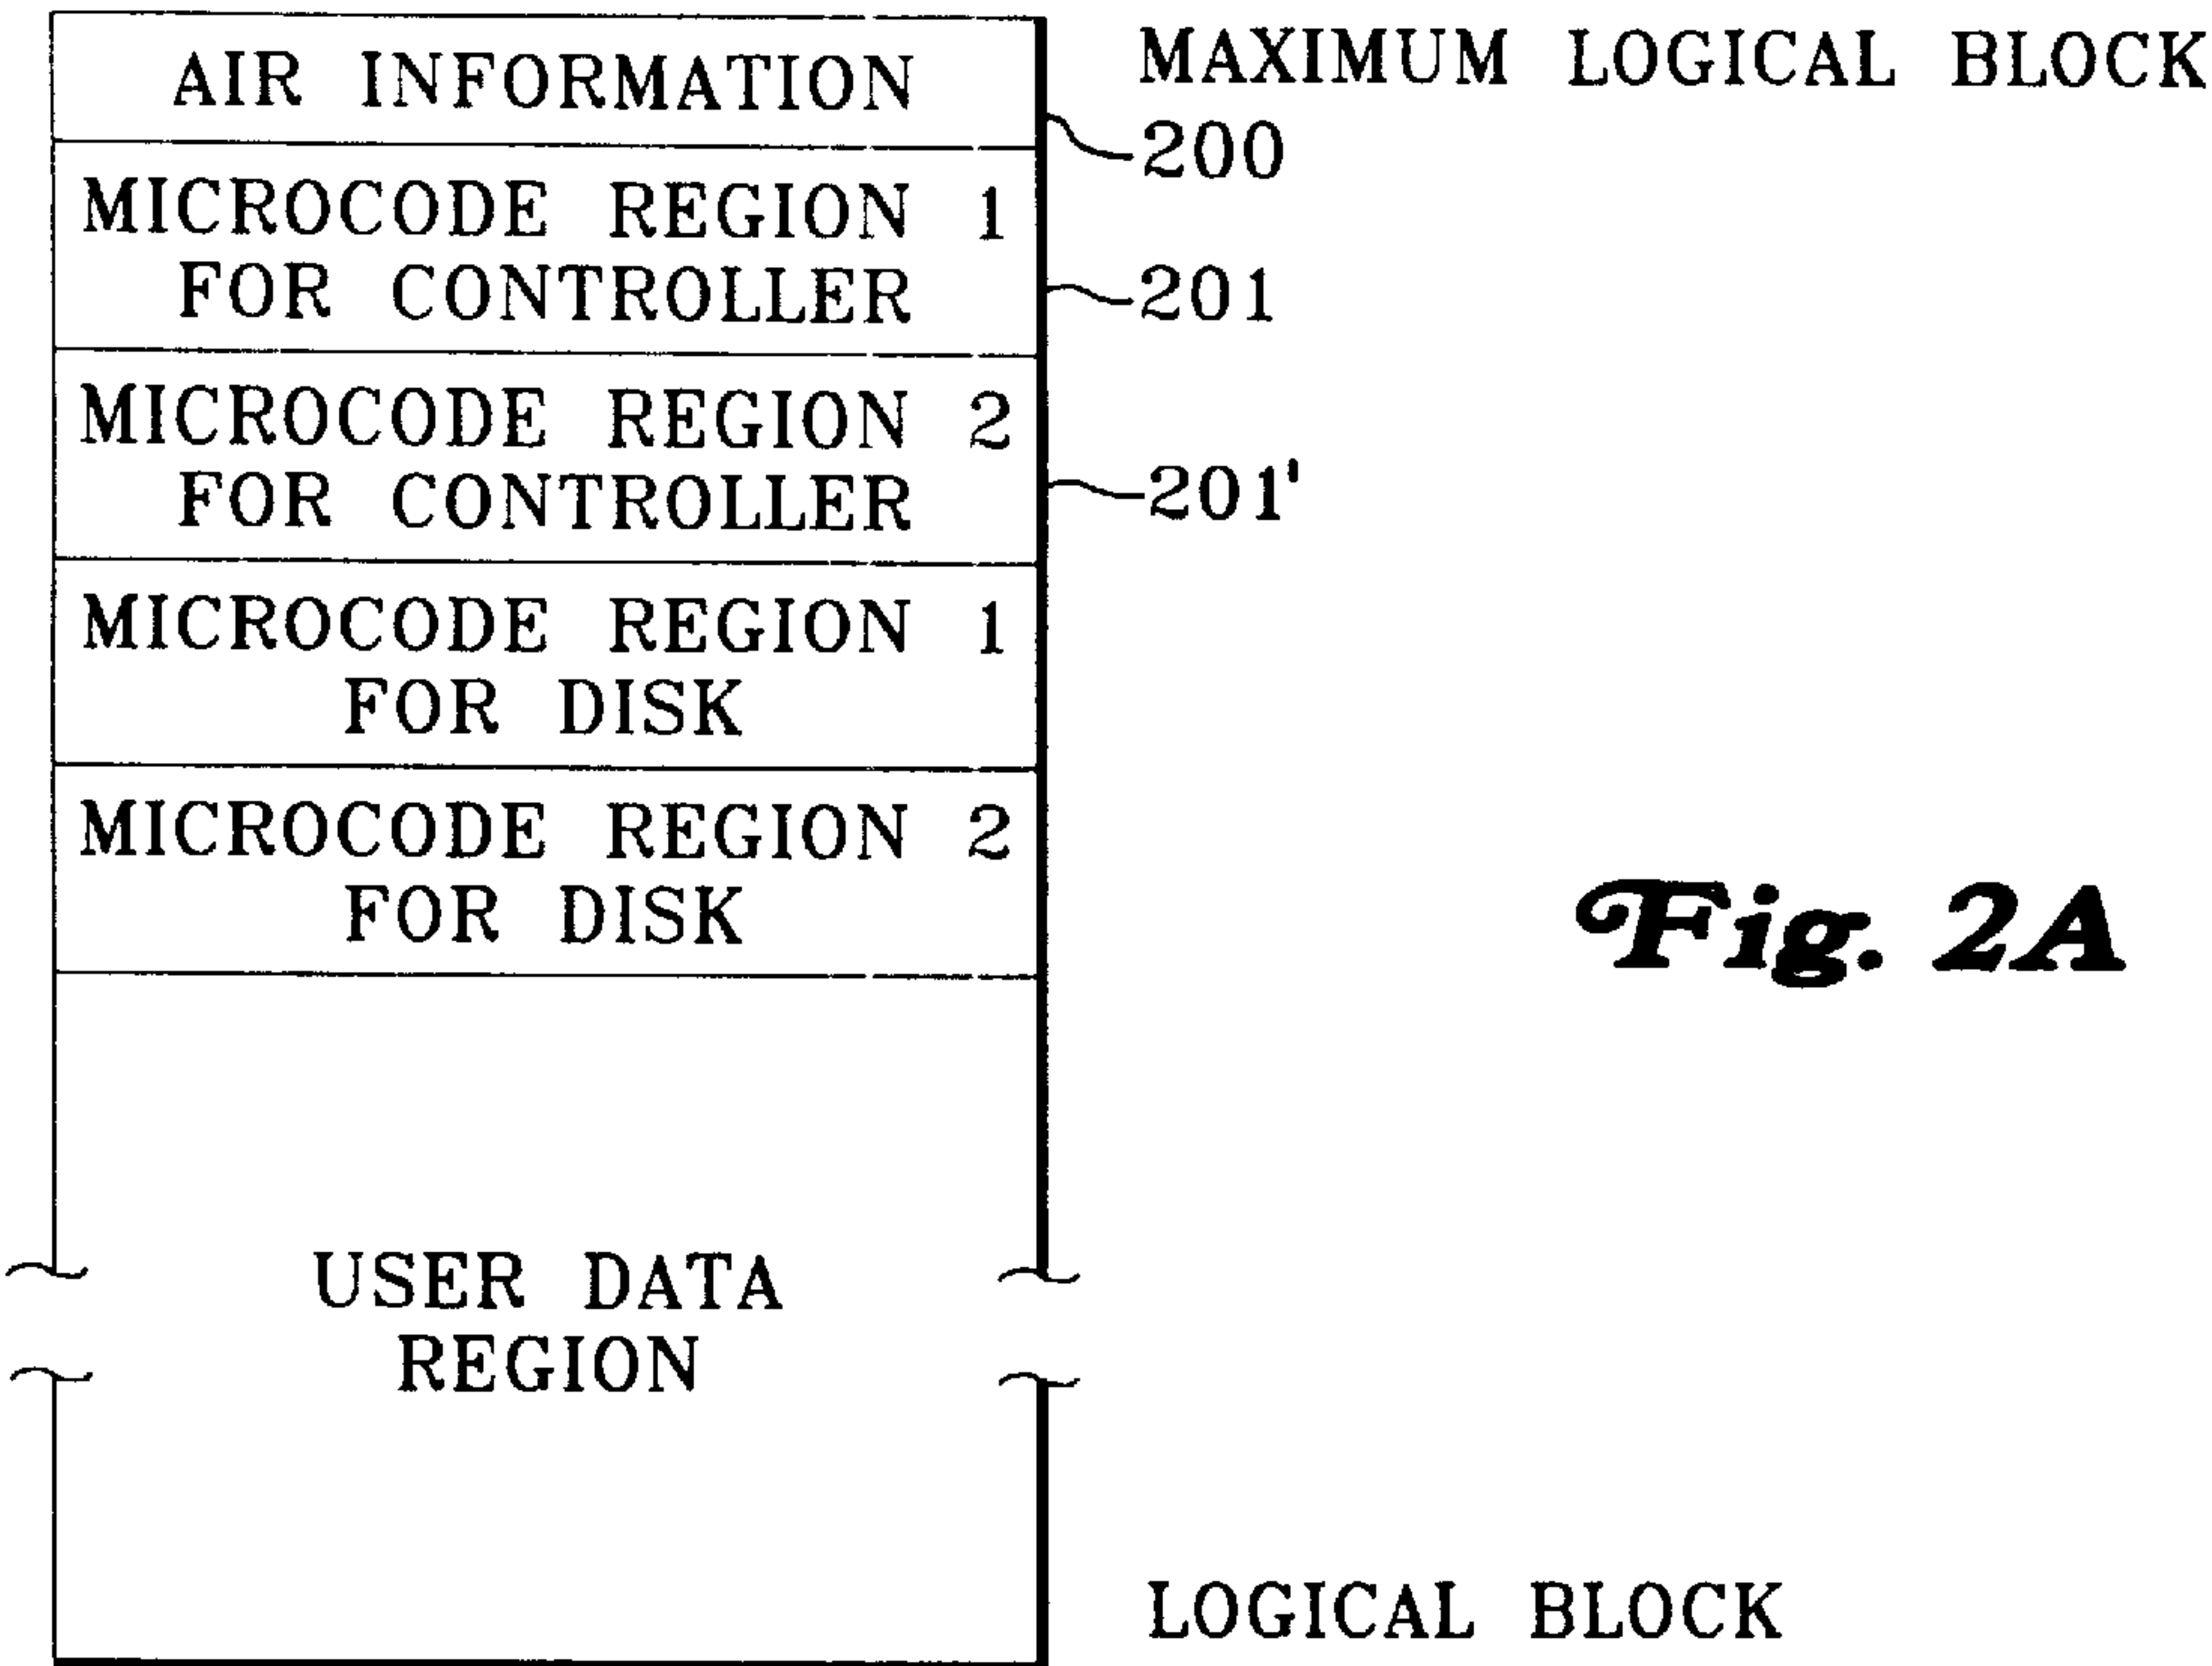 AIR INFORMATION
MAXIMUM LOGICAL BLOCK
200
MICROCODE REGION 1
FOR CONTROLLER
201
MICROCODE REGION 2
FOR CONTROLLER
201'
MICROCODE REGION 1
FOR DISK
MICROCODE REGION 2
FOR DISK
Fig. 2A
USER DATA
REGION
LOGICAL BLOCK